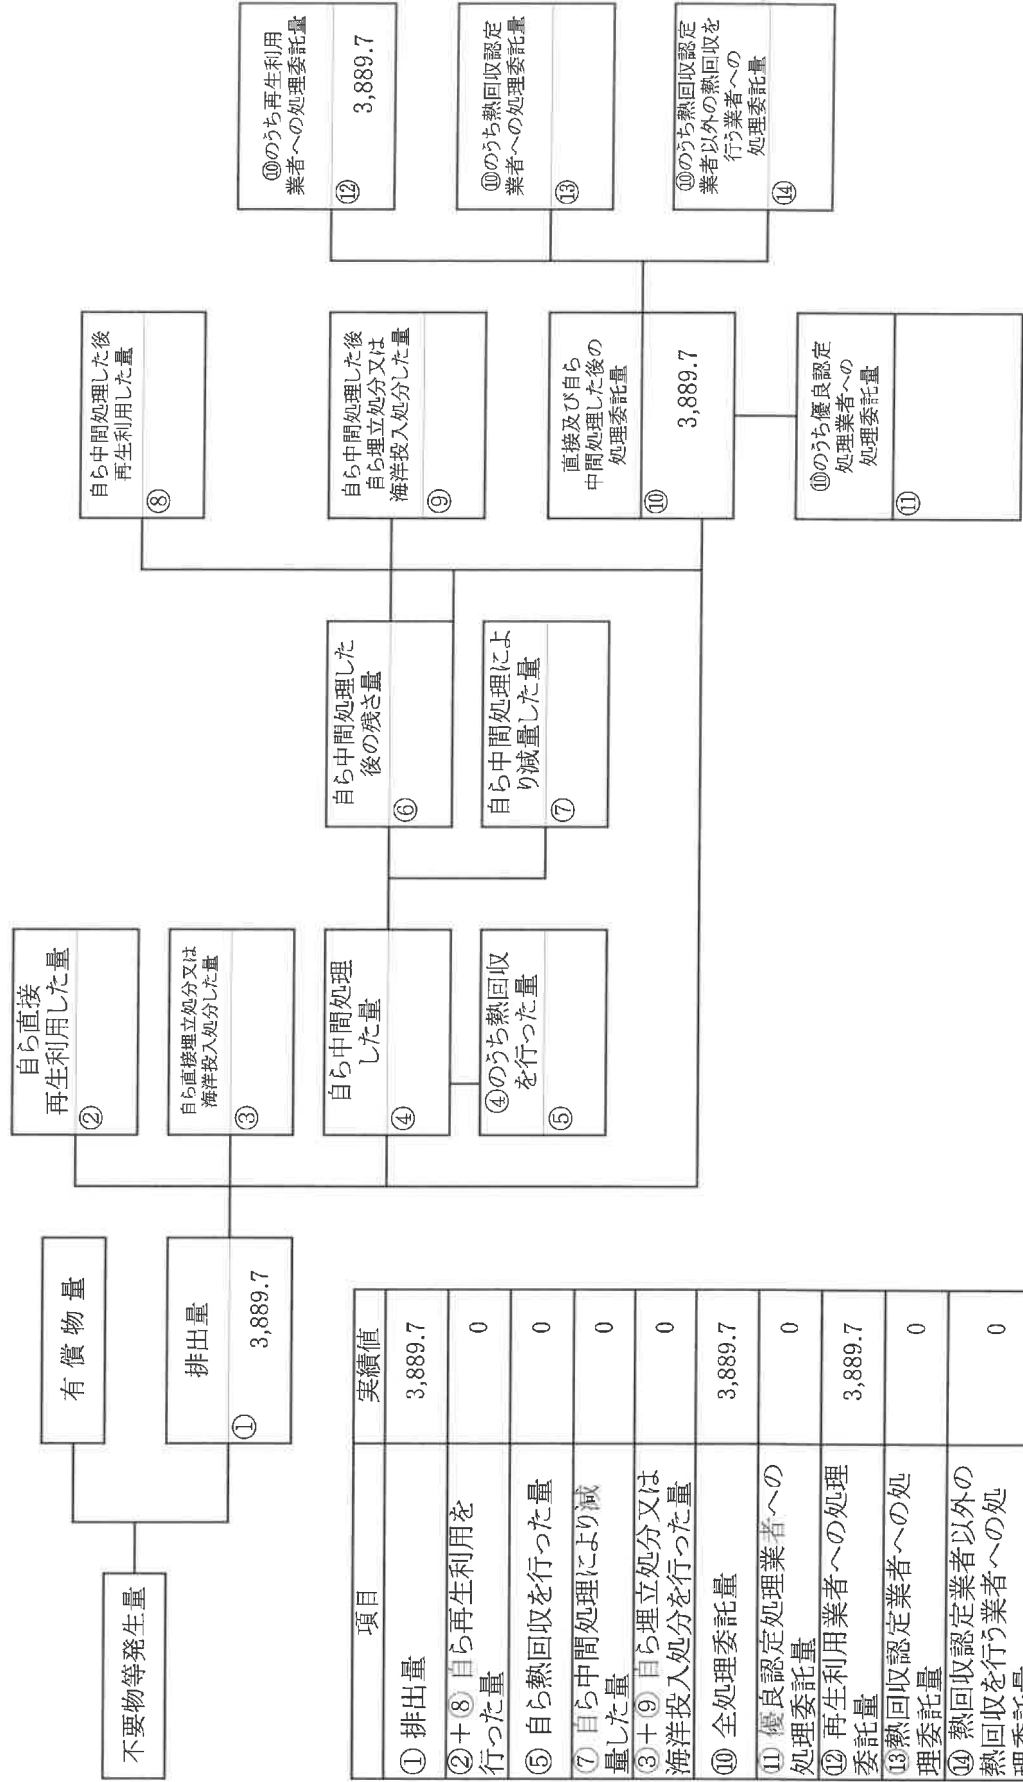 不要物等発生量
有償物量
排出量
①
3,889.7
自ら直接
再生利用した量
②
自ら直接埋立処分又は
海洋投入処分した量
③
自ら中間処理
した量
④
④のうち熱回収
を行った量
⑤
自ら中間処理した
後の残さ量
⑥
自ら中間処理によ
り減量した量
⑦
自ら中間処理した後
再生利用した量
⑧
自ら中間処理した後
自ら埋立処分又は
海洋投入処分した量
⑨
直接及び自ら
中間処理した後の
処理委託量
⑩
3,889.7
⑩のうち優良認定
処理業者への
処理委託量
⑪
⑩のうち再生利用
業者への処理委託量
⑫
3,889.7
⑩のうち熱回収認定
業者への処理委託量
⑬
⑩のうち熱回収認定
業者以外の熱回収を
行う業者への
処理委託量
⑭
項目 実績値
① 排出量 3,889.7
②+⑧ 自ら再生利用を
行った量 0
⑤ 自ら熱回収を行った量 0
⑦ 自ら中間処理により減
量した量 0
③+⑨ 自ら埋立処分又は
海洋投入処分を行った量 0
⑩ 全処理委託量 3,889.7
⑪ 優良認定処理業者への
処理委託量 0
⑫ 再生利用業者への処理
委託量 3,889.7
⑬熱回収認定業者への処
理委託量 0
⑭ 熱回収認定業者以外の
熱回収を行う業者への処 0
理委託量